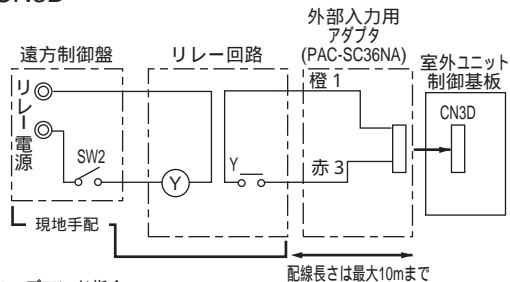 外部入力用
アダプタ
(PAC-SC36NA)
遠方制御盤
リレー回路
室外ユニット
制御基板
リレー電源
橙 1
CN3D
SW2
Y
Y
赤 3
現地手配
配線長さは最大10mまで